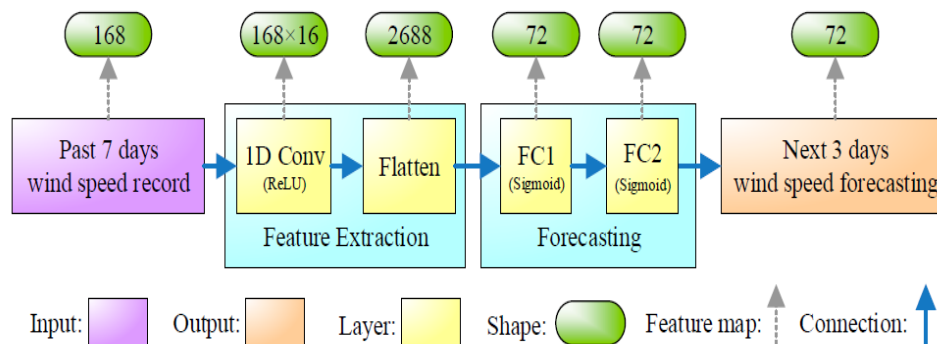 168
168×16
2688
72
72
72
Past 7 days
wind speed record
1D Conv
(ReLU)
Flatten
Feature Extraction
FC1
(Sigmoid)
FC2
(Sigmoid)
Forecasting
Next 3 days
wind speed forecasting
Input:
Output:
Layer:
Shape:
Feature map:
Connection: